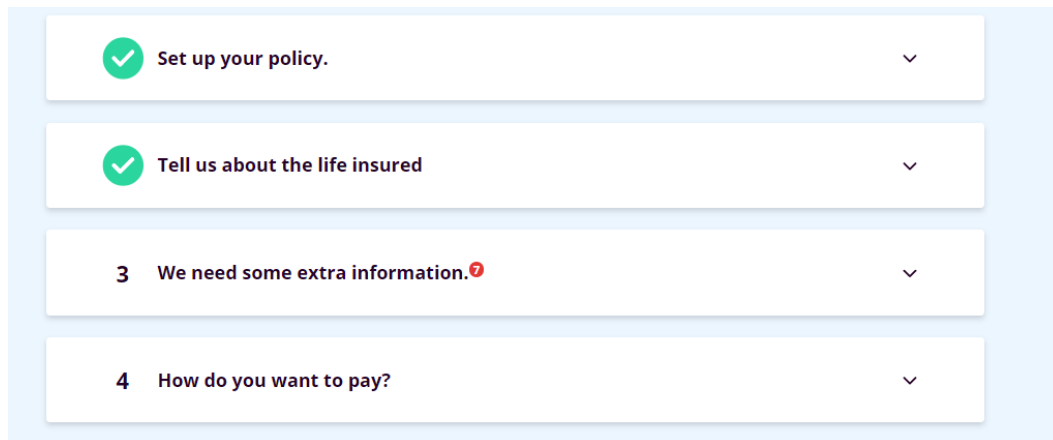 Set up your policy.
Tell us about the life insured
3 We need some extra information. 7
4 How do you want to pay?